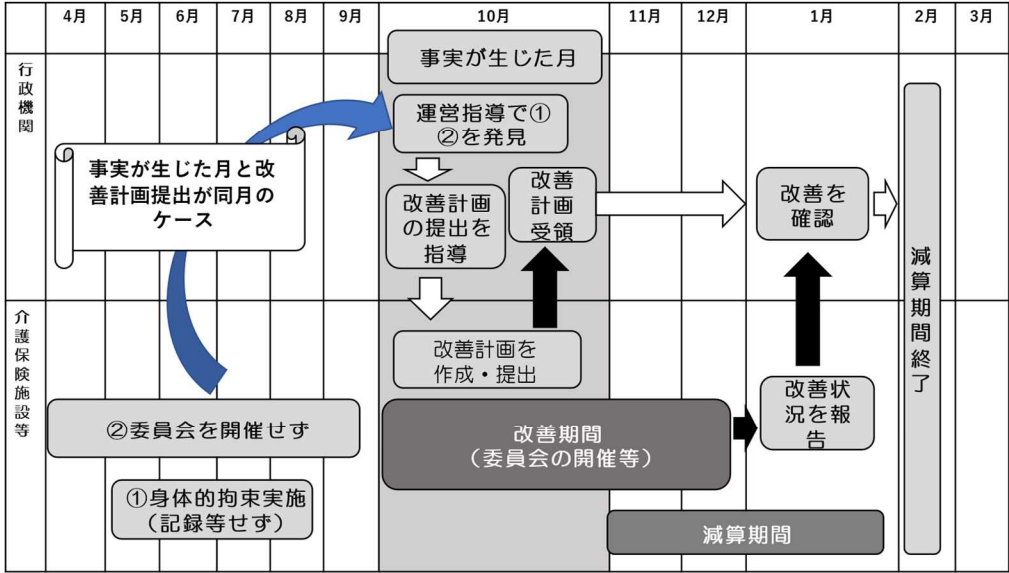 4月 5月 6月 7月 8月 9月 10月 11月 12月 1月 2月 3月
行政機関
事実が生じた月
運営指導で①
②を発見
事実が生じた月と改
善計画提出が同月の
ケース
改善計画
の提出を
指導
改善
計画
受領
改善を
確認
減算期間終了
介護保険施設等
改善計画を
作成・提出
②委員会を開催せず
改善期間
（委員会の開催等）
改善状
況を報
告
①身体的拘束実施
（記録等せず）
減算期間